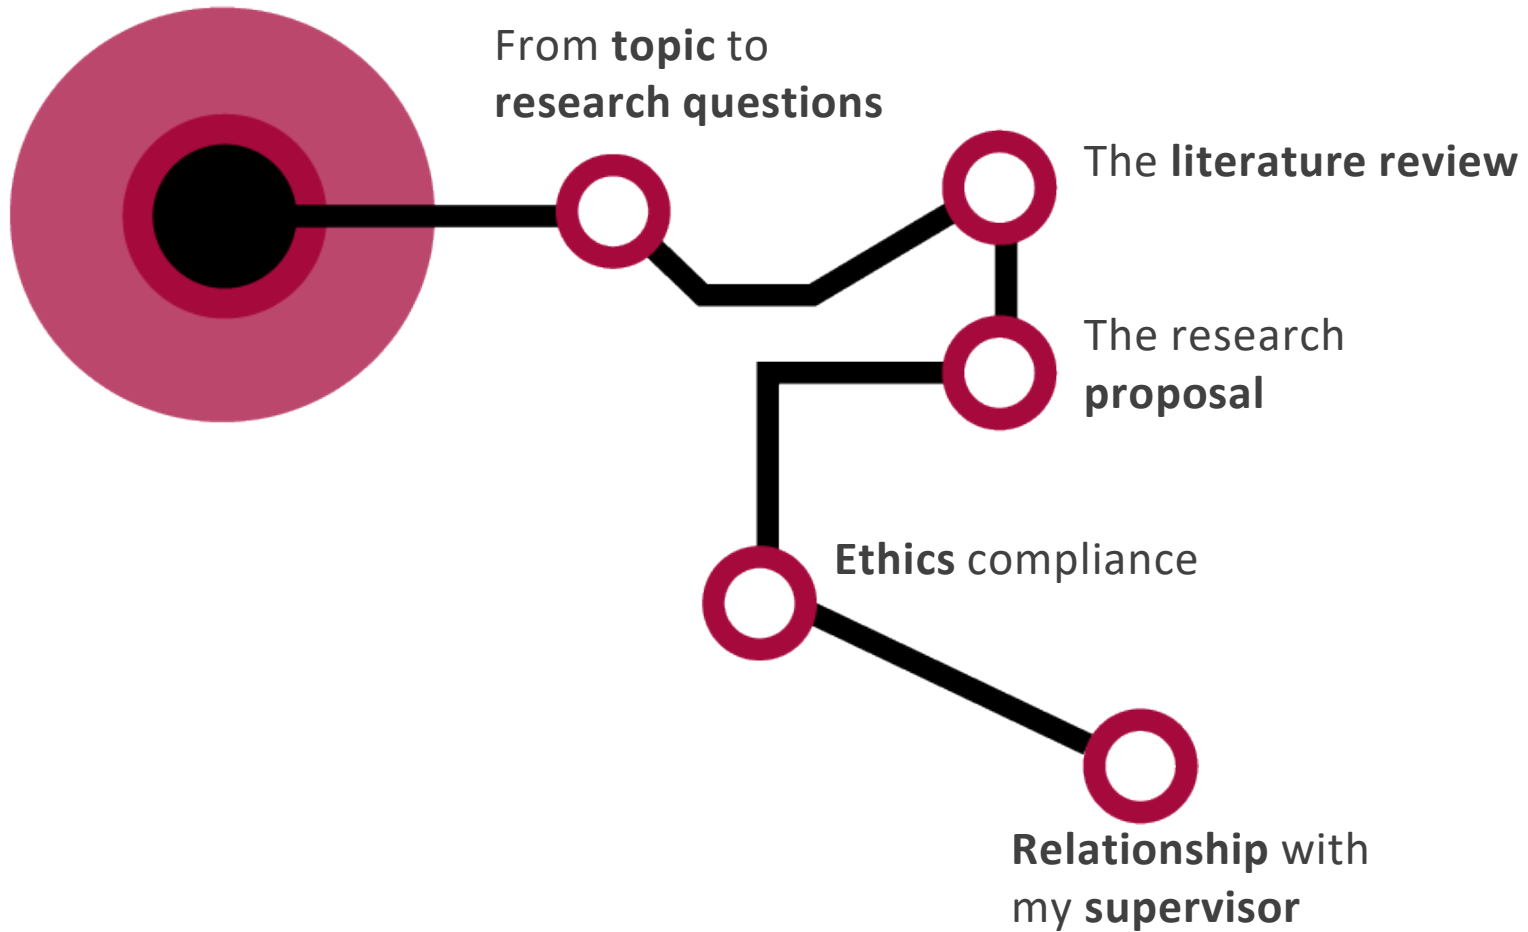 From topic to
research questions
The literature review
The research
proposal
Ethics compliance
Relationship with
my supervisor